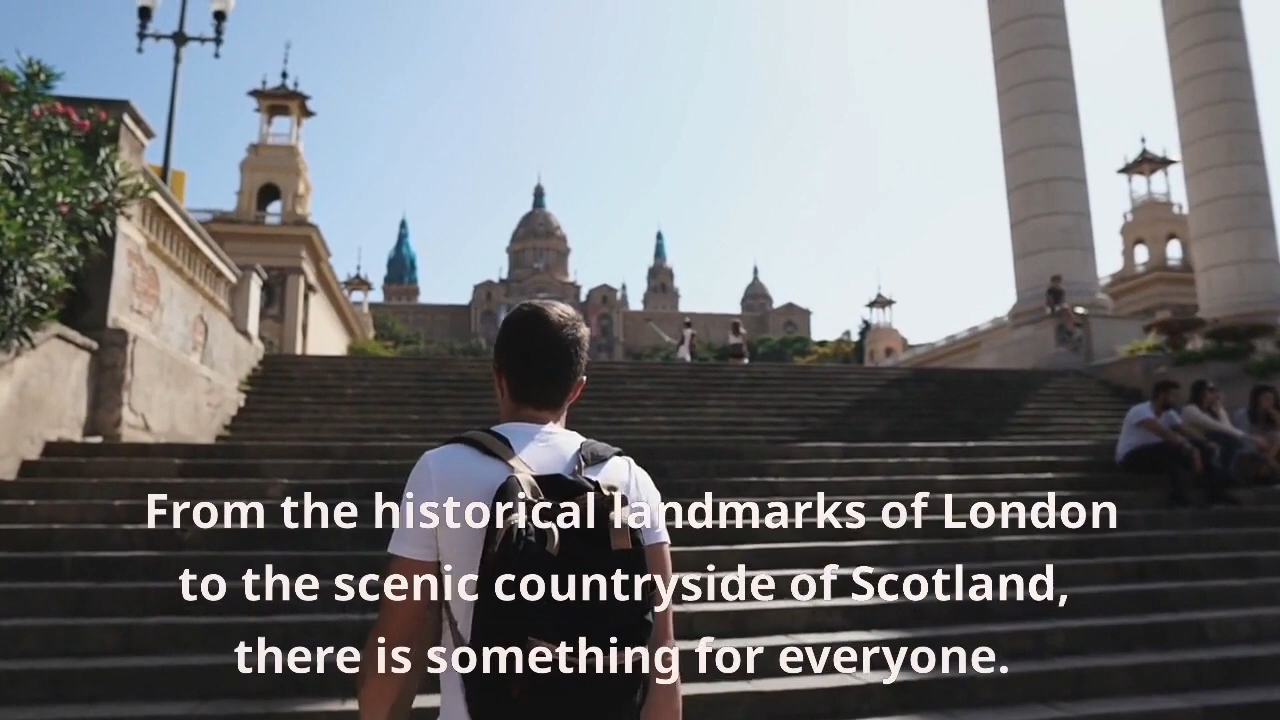 From the historical landmarks of London
to the scenic countryside of Scotland,
there is something for everyone.